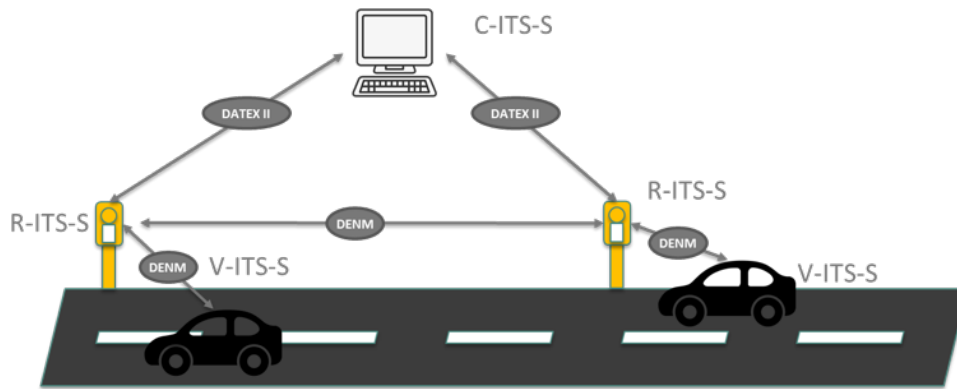 C-ITS-S
DATEX II
DATEX II
R-ITS-S
R-ITS-S
DENM
DENM
DENM
V-ITS-S
V-ITS-S